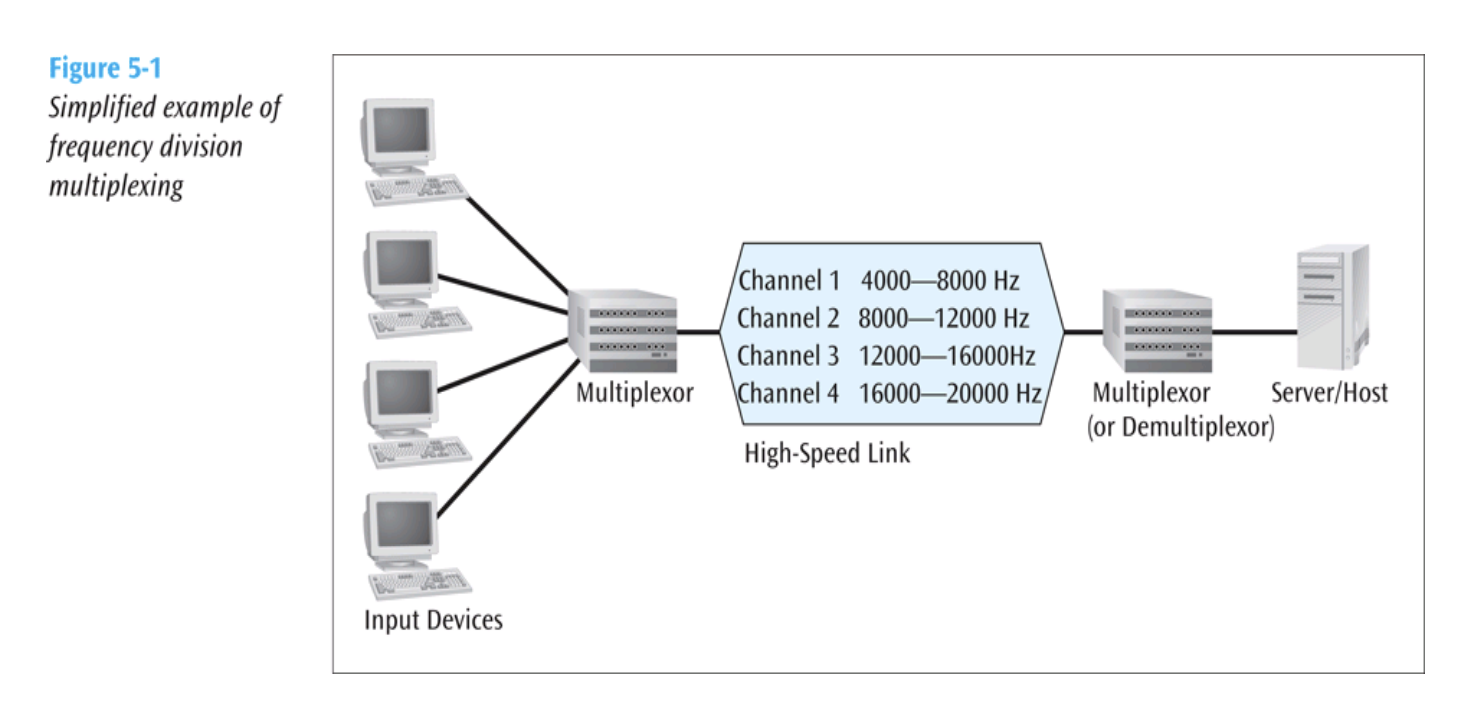 Figure 5-1
Simplified example of
frequency division
multiplexing
Channel 1 4000—8000 Hz
Channel 2 8000—12000 Hz
Channel 3 12000—16000Hz
Channel 4 16000—20000 Hz
Multiplexor
High-Speed Link
Multiplexor
(or Demultiplexor)
Server/Host
Input Devices